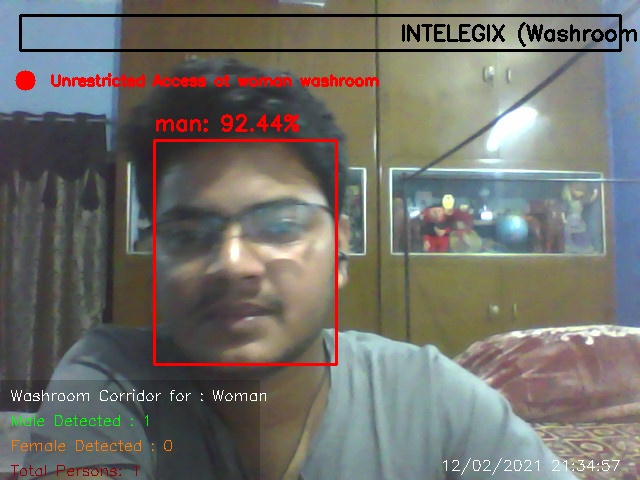 INTELEGIX (Washroom
Unrestricted Access at woman washroom
man: 92.44%
Washroom Corridor for : Woman
Male Detected : 1
Female Detected : 0
Total Persons: 1
12/02/2021 21:34:57